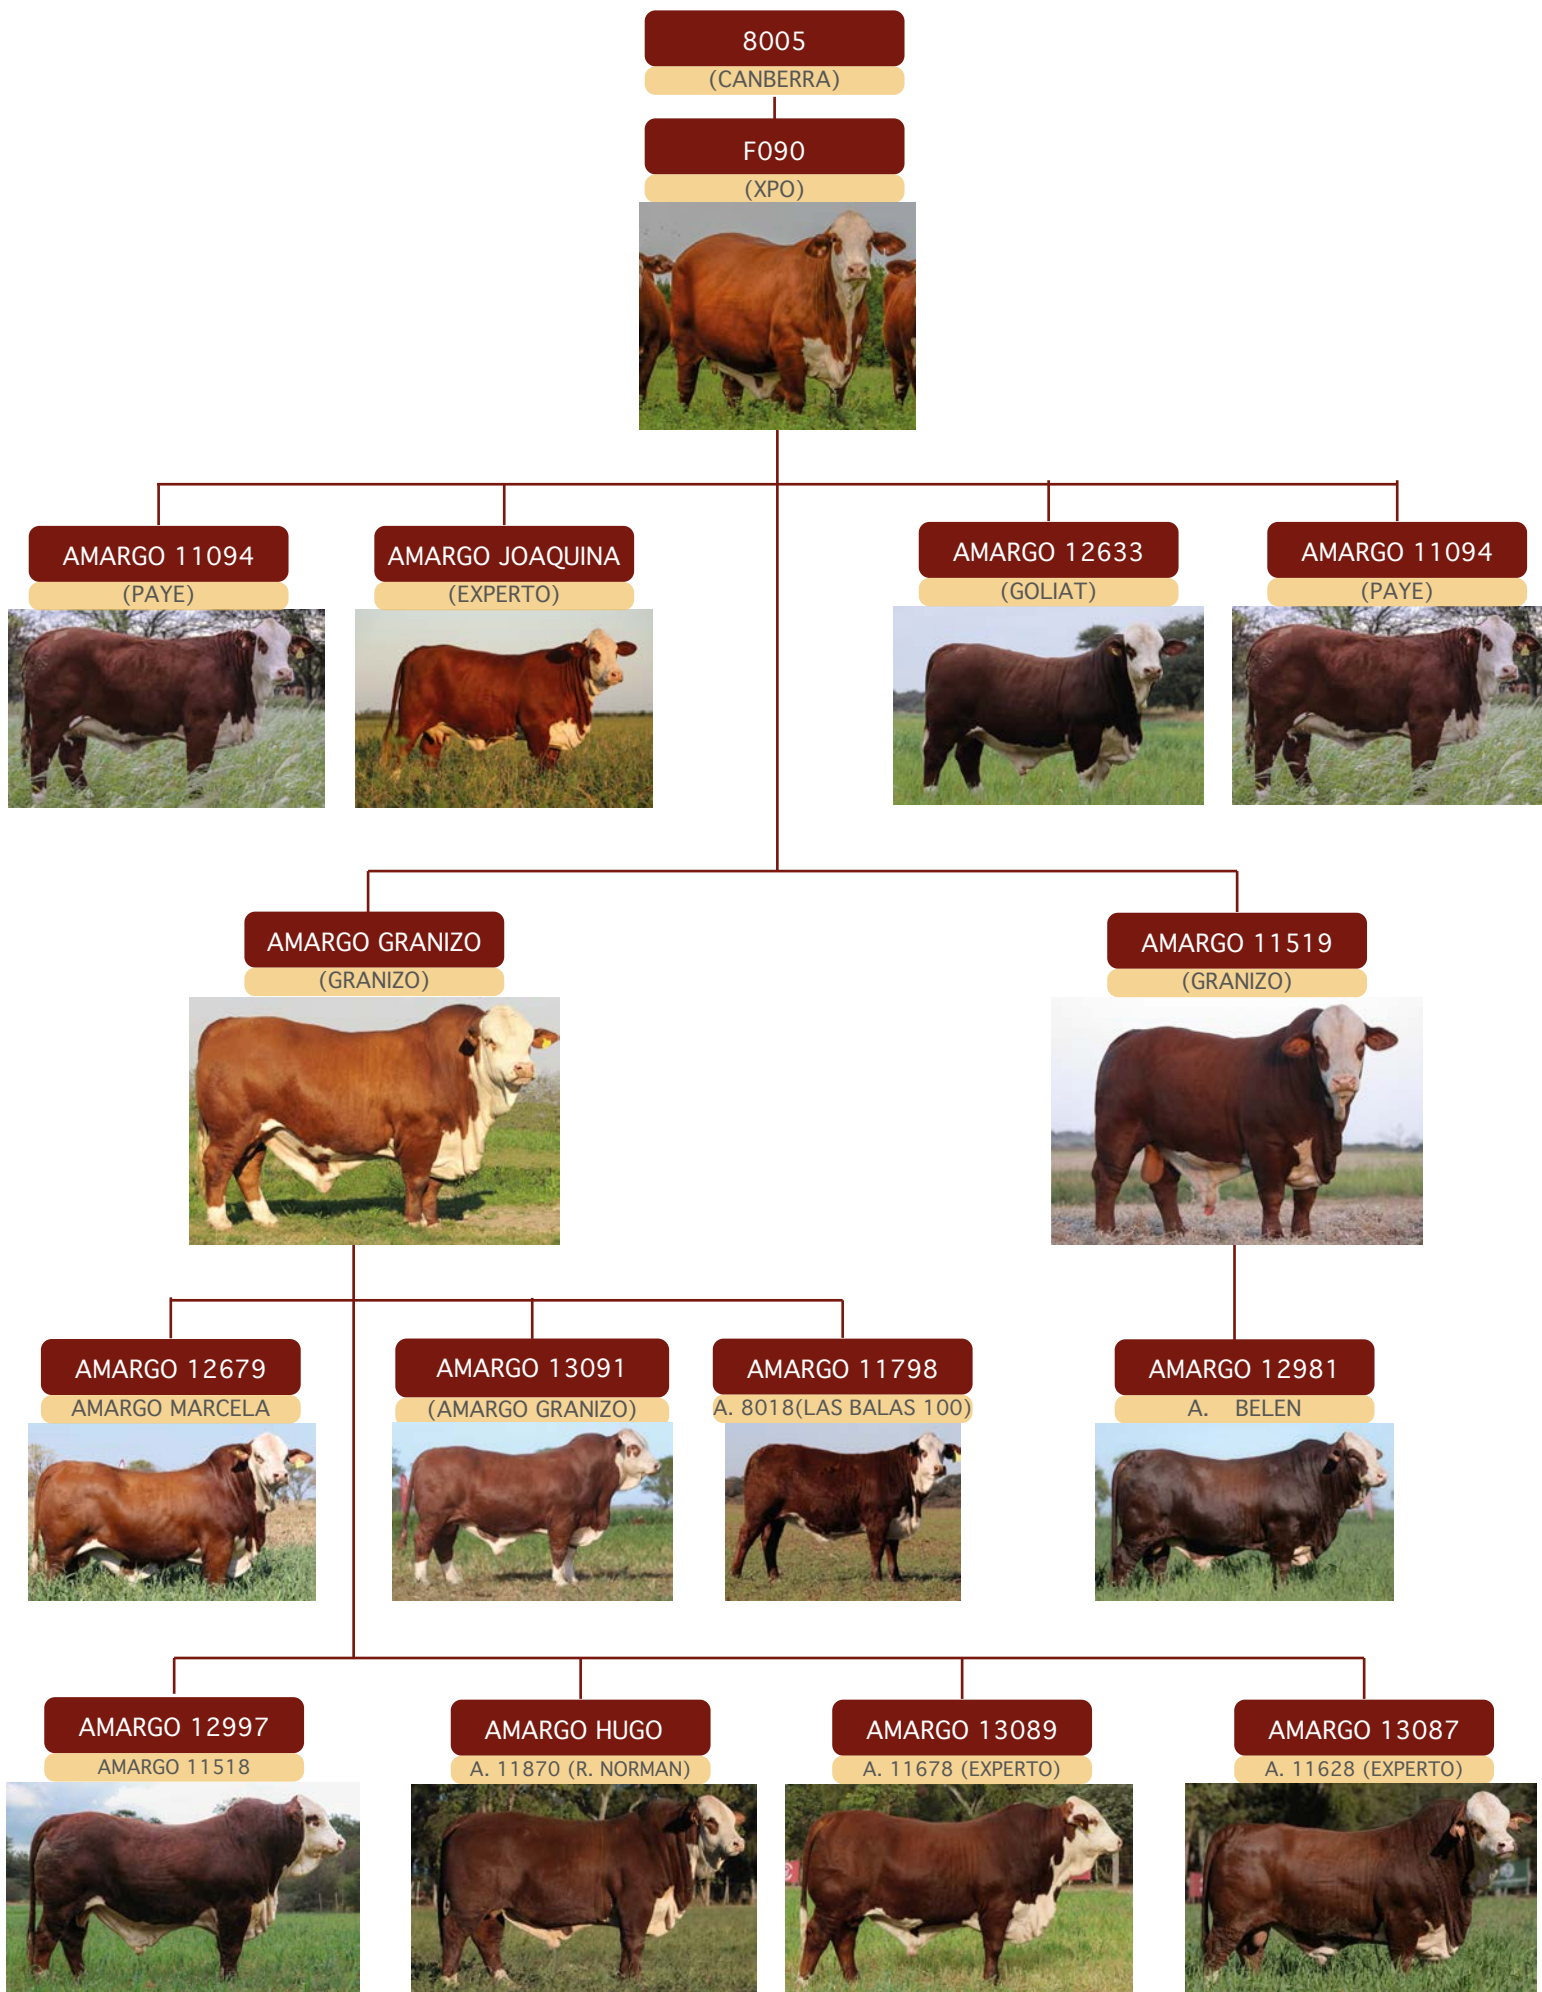 8005
(CANBERRA)
F090
(XPO)
AMARGO 11094
(PAYE)
AMARGO JOAQUINA
(EXPERTO)
AMARGO 12633
(GOLIAT)
AMARGO 11094
(PAYE)
AMARGO GRANIZO
(GRANIZO)
AMARGO 11519
(GRANIZO)
AMARGO 12679
AMARGO MARCELA
AMARGO 13091
(AMARGO GRANIZO)
AMARGO 11798
A. 8018(LAS BALAS 100)
AMARGO 12981
A. BELEN
AMARGO 12997
AMARGO 11518
AMARGO HUGO
A. 11870 (R. NORMAN)
AMARGO 13089
A. 11678 (EXPERTO)
AMARGO 13087
A. 11628 (EXPERTO)